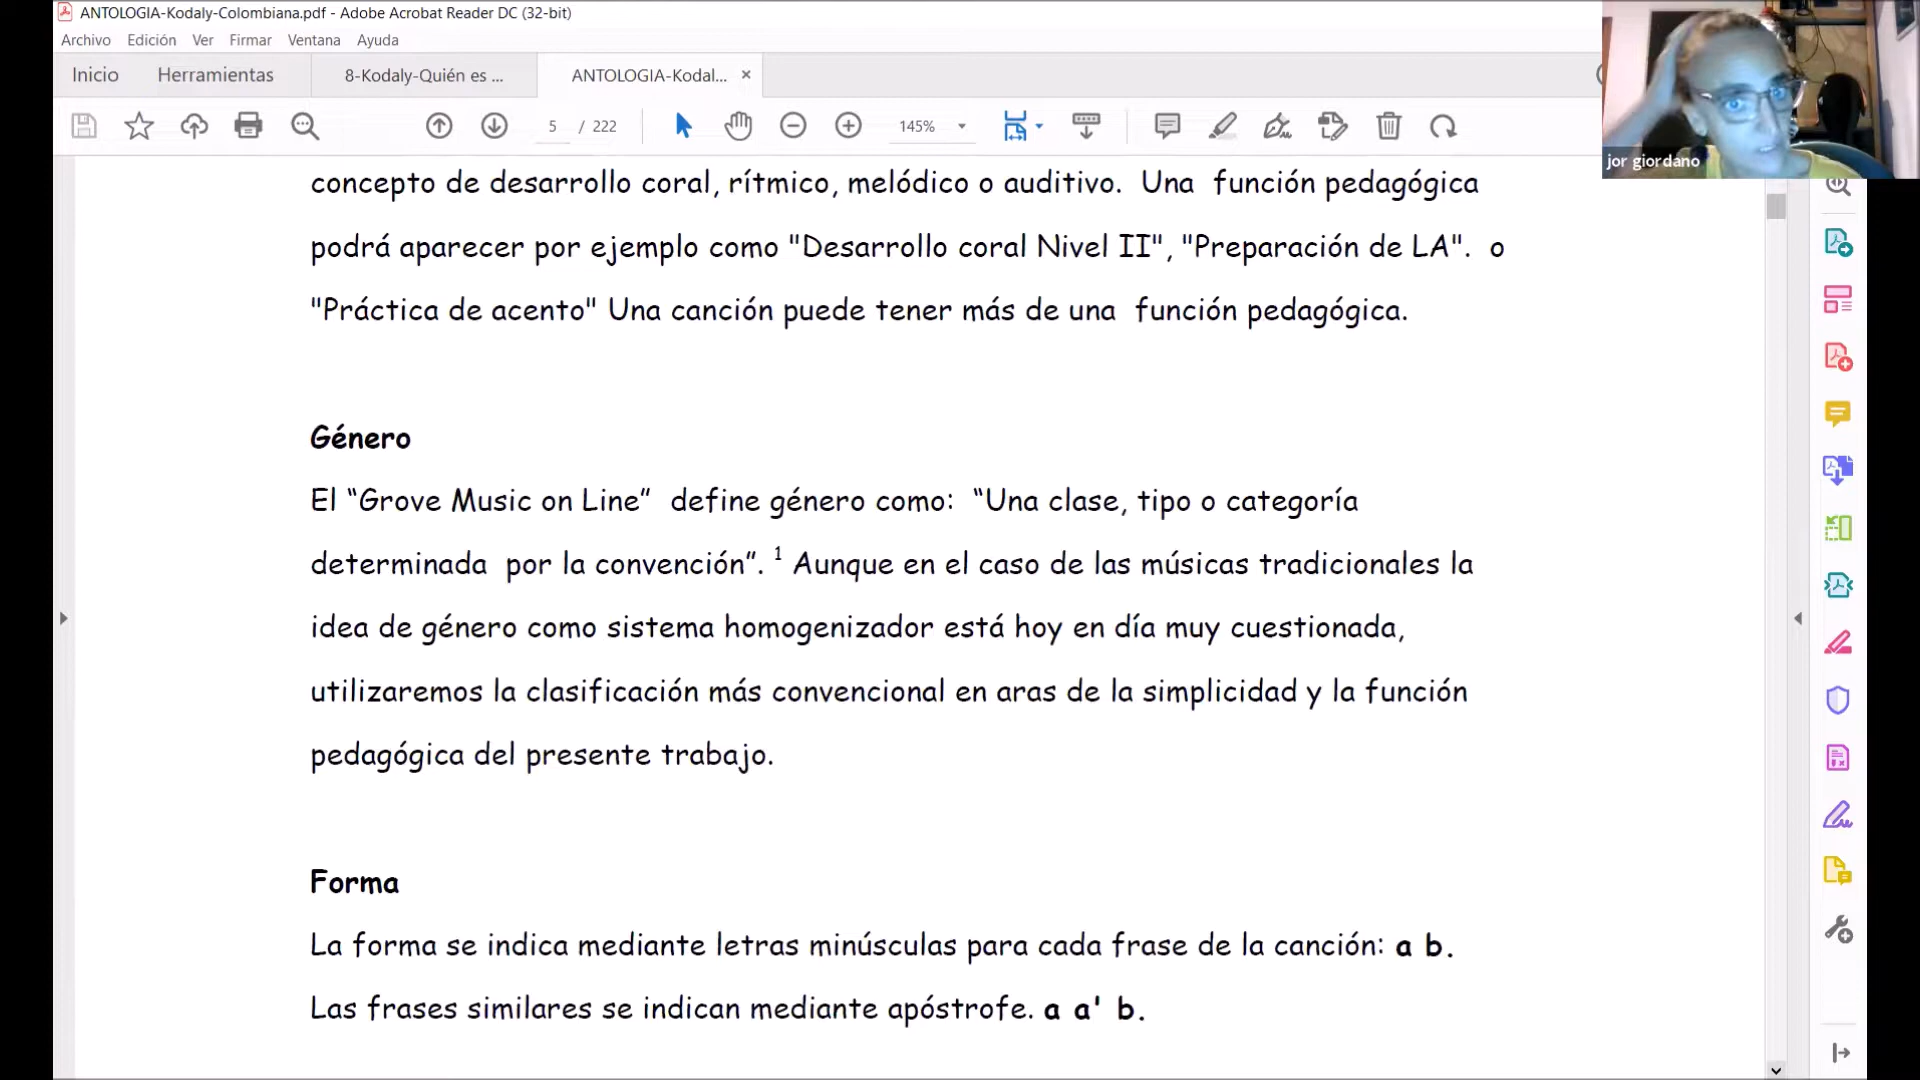 ANTOLOGIA-Kodaly-Colombiana.pdf - Adobe Acrobat Reader DC (32-bit)
Archivo Edición Ver Firmar Ventana Ayuda
Inicio Herramientas 8-Kodaly-Quién es ... ANTOLOGIA-Kodal... ×
5 / 222 145%
jor giordano
concepto de desarrollo coral, rítmico, melódico o auditivo. Una función pedagógica
podrá aparecer por ejemplo como "Desarrollo coral Nivel II", "Preparación de LA". o
"Práctica de acento" Una canción puede tener más de una función pedagógica.
Género
El “Grove Music on Line” define género como: “Una clase, tipo o categoría
determinada por la convención”. 1 Aunque en el caso de las músicas tradicionales la
idea de género como sistema homogenizador está hoy en día muy cuestionada,
utilizaremos la clasificación más convencional en aras de la simplicidad y la función
pedagógica del presente trabajo.
Forma
La forma se indica mediante letras minúsculas para cada frase de la canción: a b.
Las frases similares se indican mediante apóstrofe. a a' b.